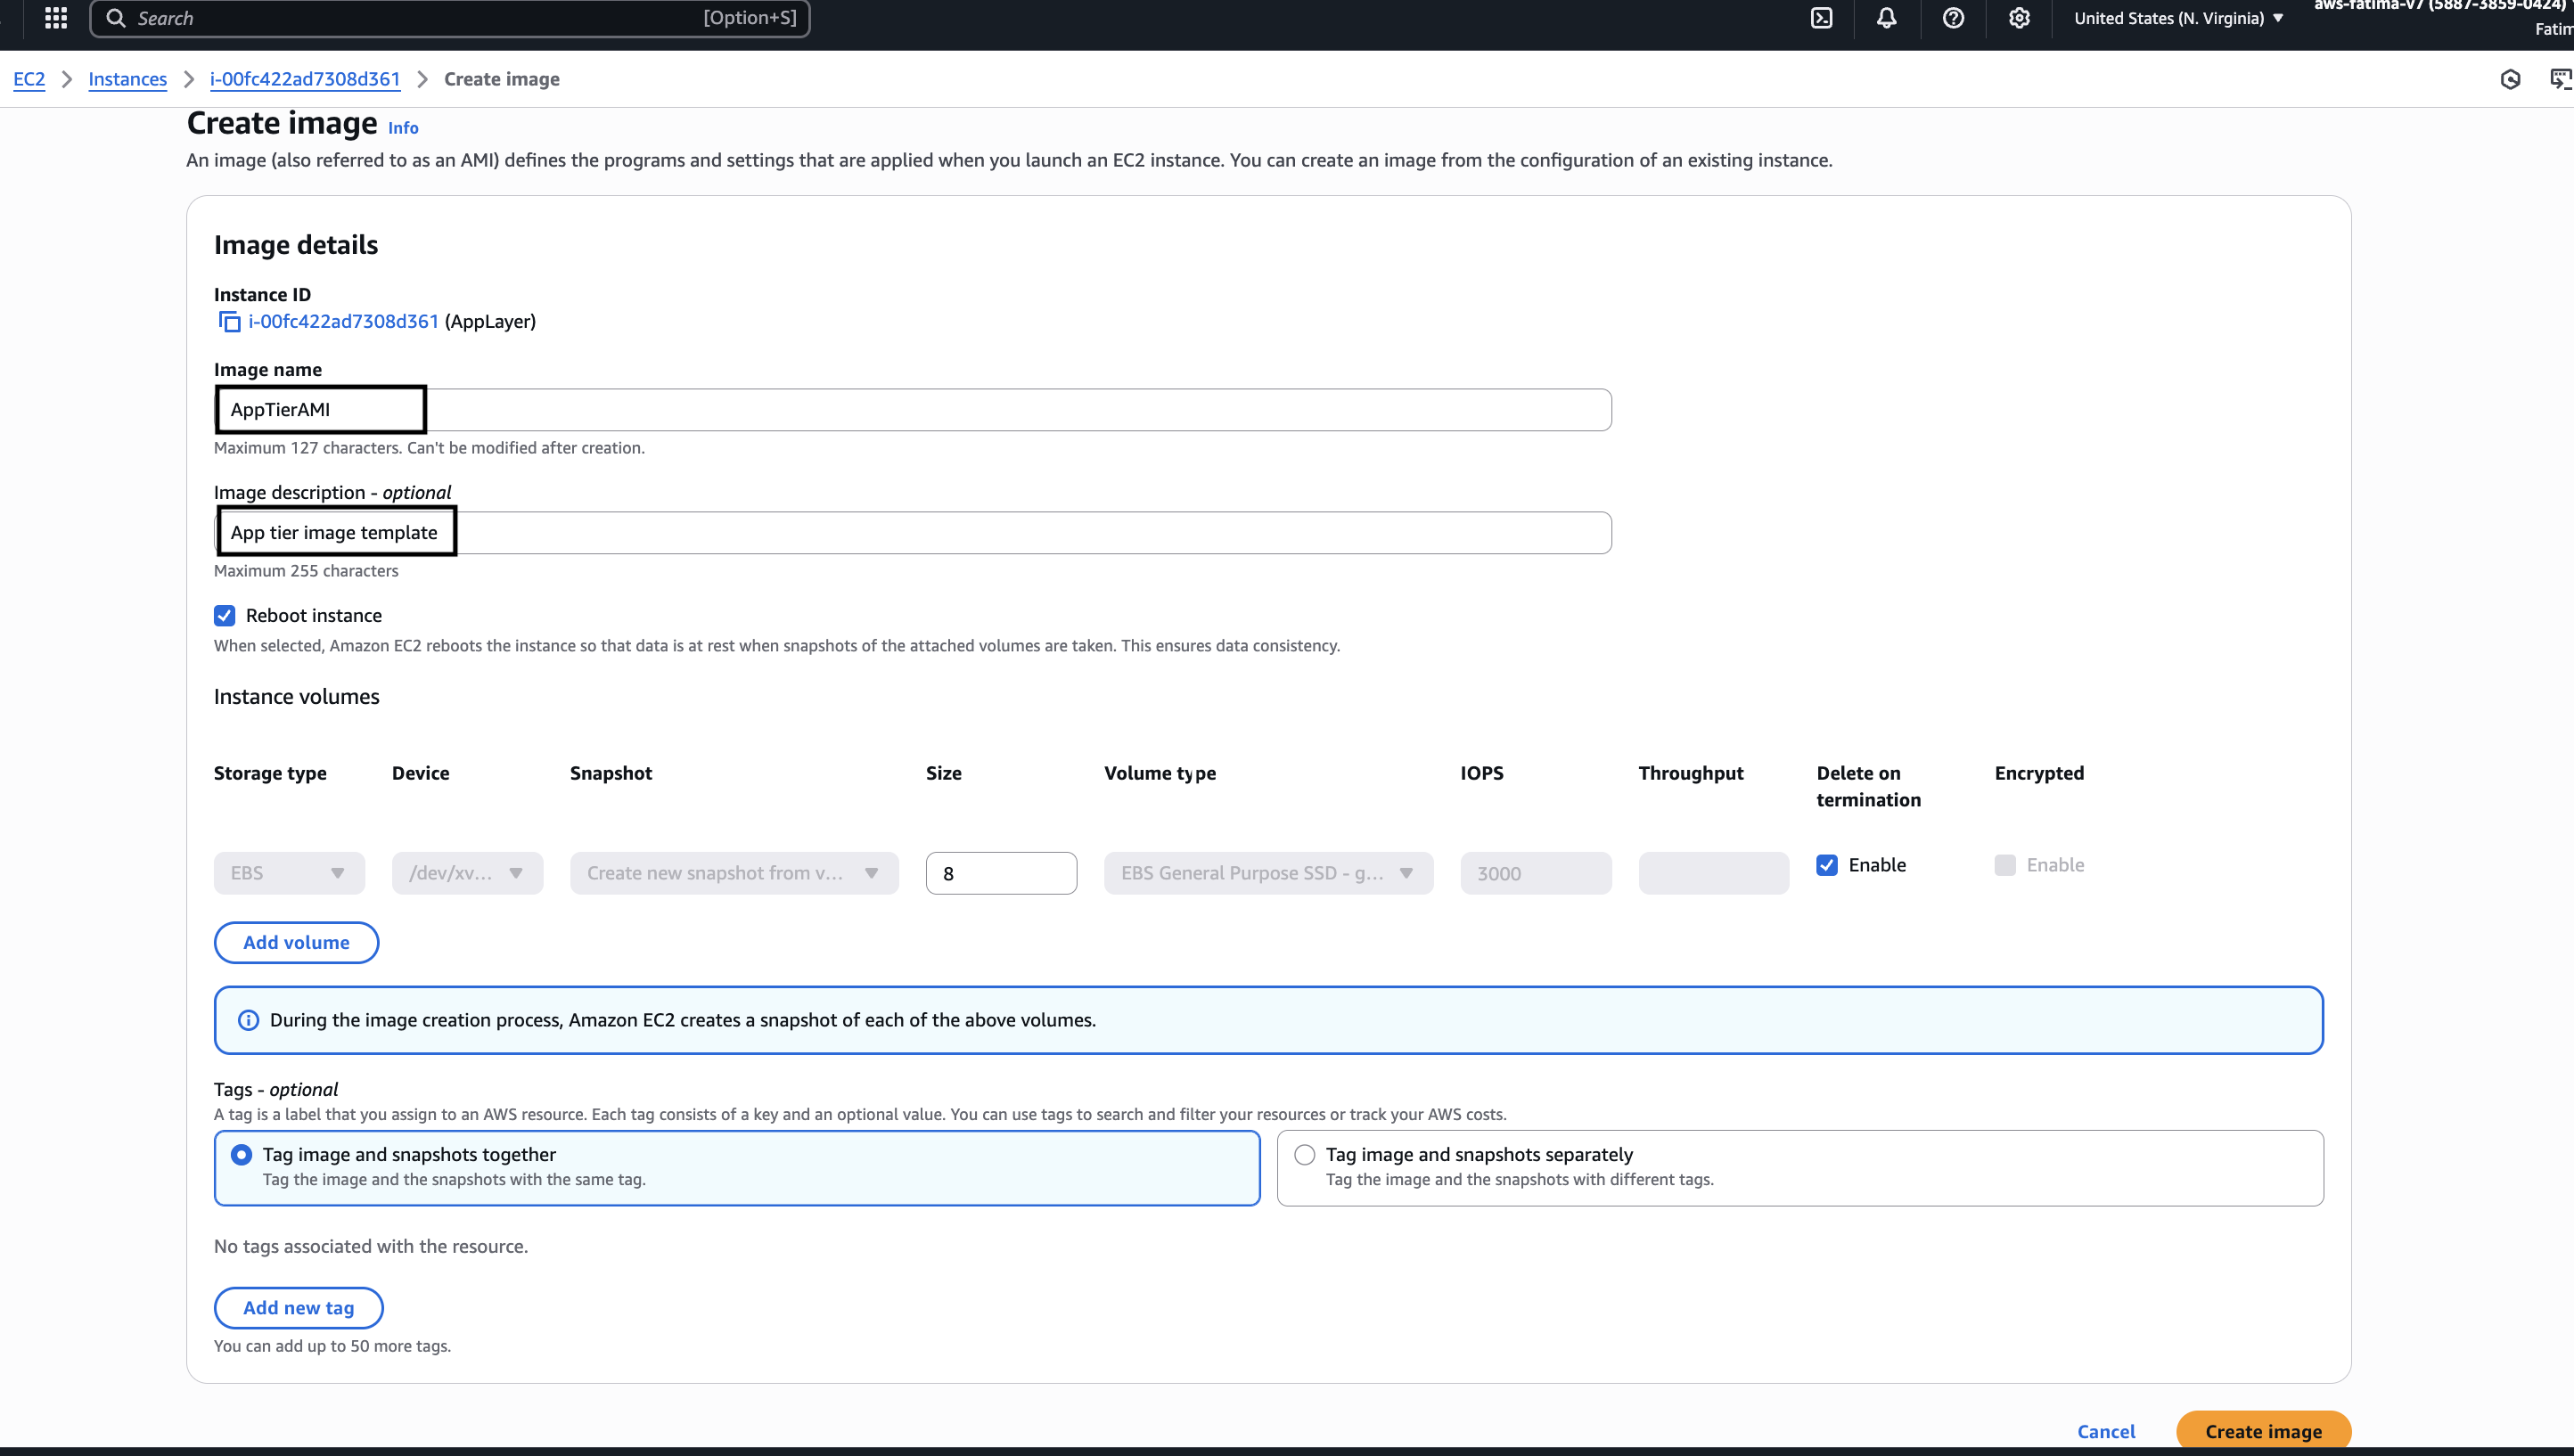 Search [Option+S] United States (N. Virginia) aws-fatima-v7 (5887-3859-0424)
EC2 Instances i-00fc422ad7308d361 Create image
Create image Info
An image (also referred to as an AMI) defines the programs and settings that are applied when you launch an EC2 instance. You can create an image from the configuration of an existing instance.
Image details
Instance ID
i-00fc422ad7308d361 (AppLayer)
Image name
AppTierAMI
Maximum 127 characters. Can't be modified after creation.
Image description - optional
App tier image template
Maximum 255 characters
Reboot instance
When selected, Amazon EC2 reboots the instance so that data is at rest when snapshots of the attached volumes are taken. This ensures data consistency.
Instance volumes
Storage type Device Snapshot Size Volume type IOPS Throughput Delete on termination Encrypted
EBS /dev/xv... Create new snapshot from v... 8 EBS General Purpose SSD - g... 3000 Enable Enable
Add volume
During the image creation process, Amazon EC2 creates a snapshot of each of the above volumes.
Tags - optional
A tag is a label that you assign to an AWS resource. Each tag consists of a key and an optional value. You can use tags to search and filter your resources or track your AWS costs.
Tag image and snapshots together
Tag the image and the snapshots with the same tag.
Tag image and snapshots separately
Tag the image and the snapshots with different tags.
No tags associated with the resource.
Add new tag
You can add up to 50 more tags.
Cancel Create image